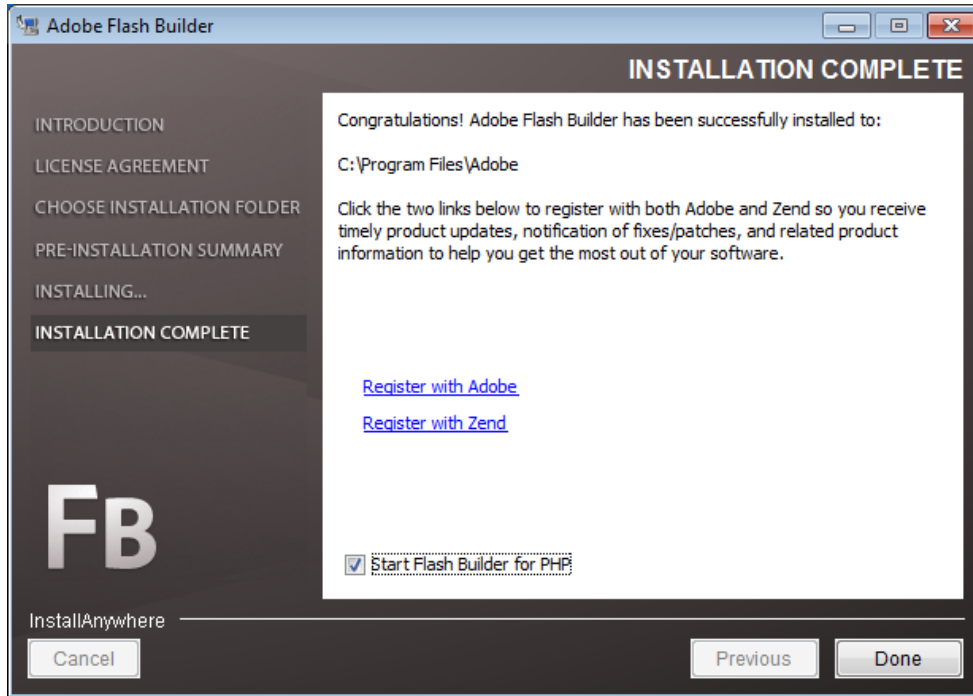 Adobe Flash Builder
INSTALLATION COMPLETE
INTRODUCTION
LICENSE AGREEMENT
CHOOSE INSTALLATION FOLDER
PRE-INSTALLATION SUMMARY
INSTALLING...
INSTALLATION COMPLETE
Congratulations! Adobe Flash Builder has been successfully installed to:
C:\Program Files\Adobe
Click the two links below to register with both Adobe and Zend so you receive
timely product updates, notification of fixes/patches, and related product
information to help you get the most out of your software.
Register with Adobe
Register with Zend
FB
Start Flash Builder for PHP
InstallAnywhere
Cancel
Previous
Done